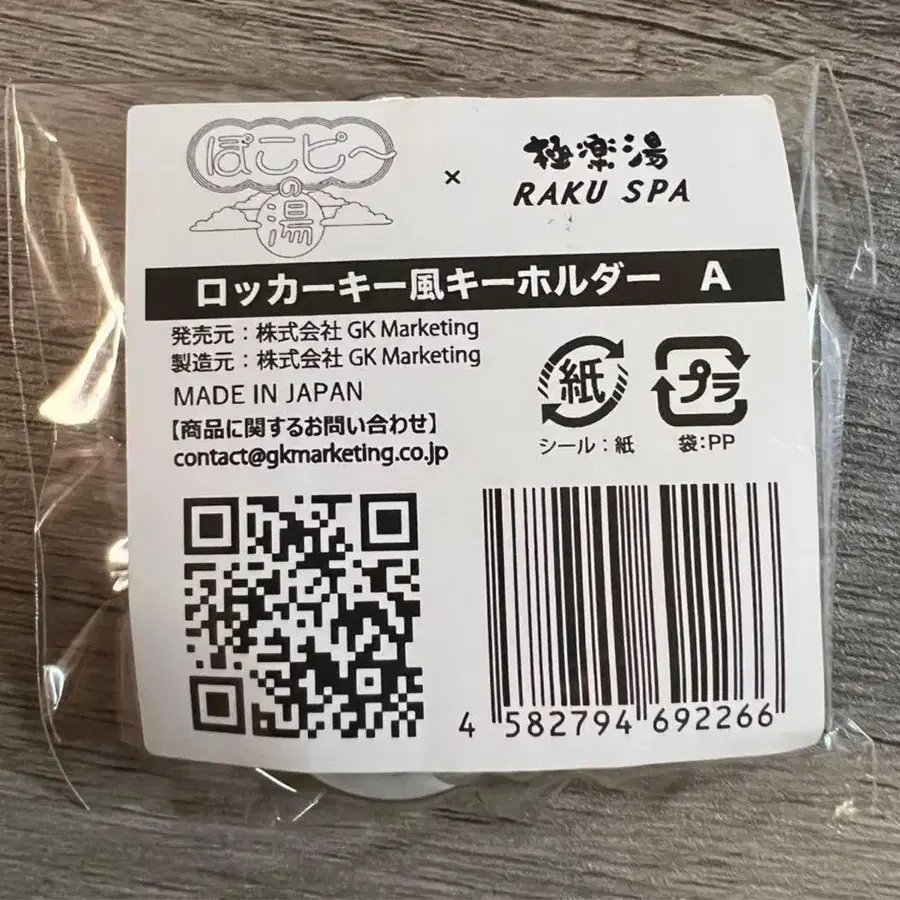 ぽこピ〜の湯
×
極楽湯
RAKU SPA
ロッカーキー風キーホルダー A
発売元：株式会社 GK Marketing
製造元：株式会社 GK Marketing
MADE IN JAPAN
【商品に関するお問い合わせ】
contact@gkmarketing.co.jp
紙
プラ
シール：紙
袋：PP
4 582794 692266